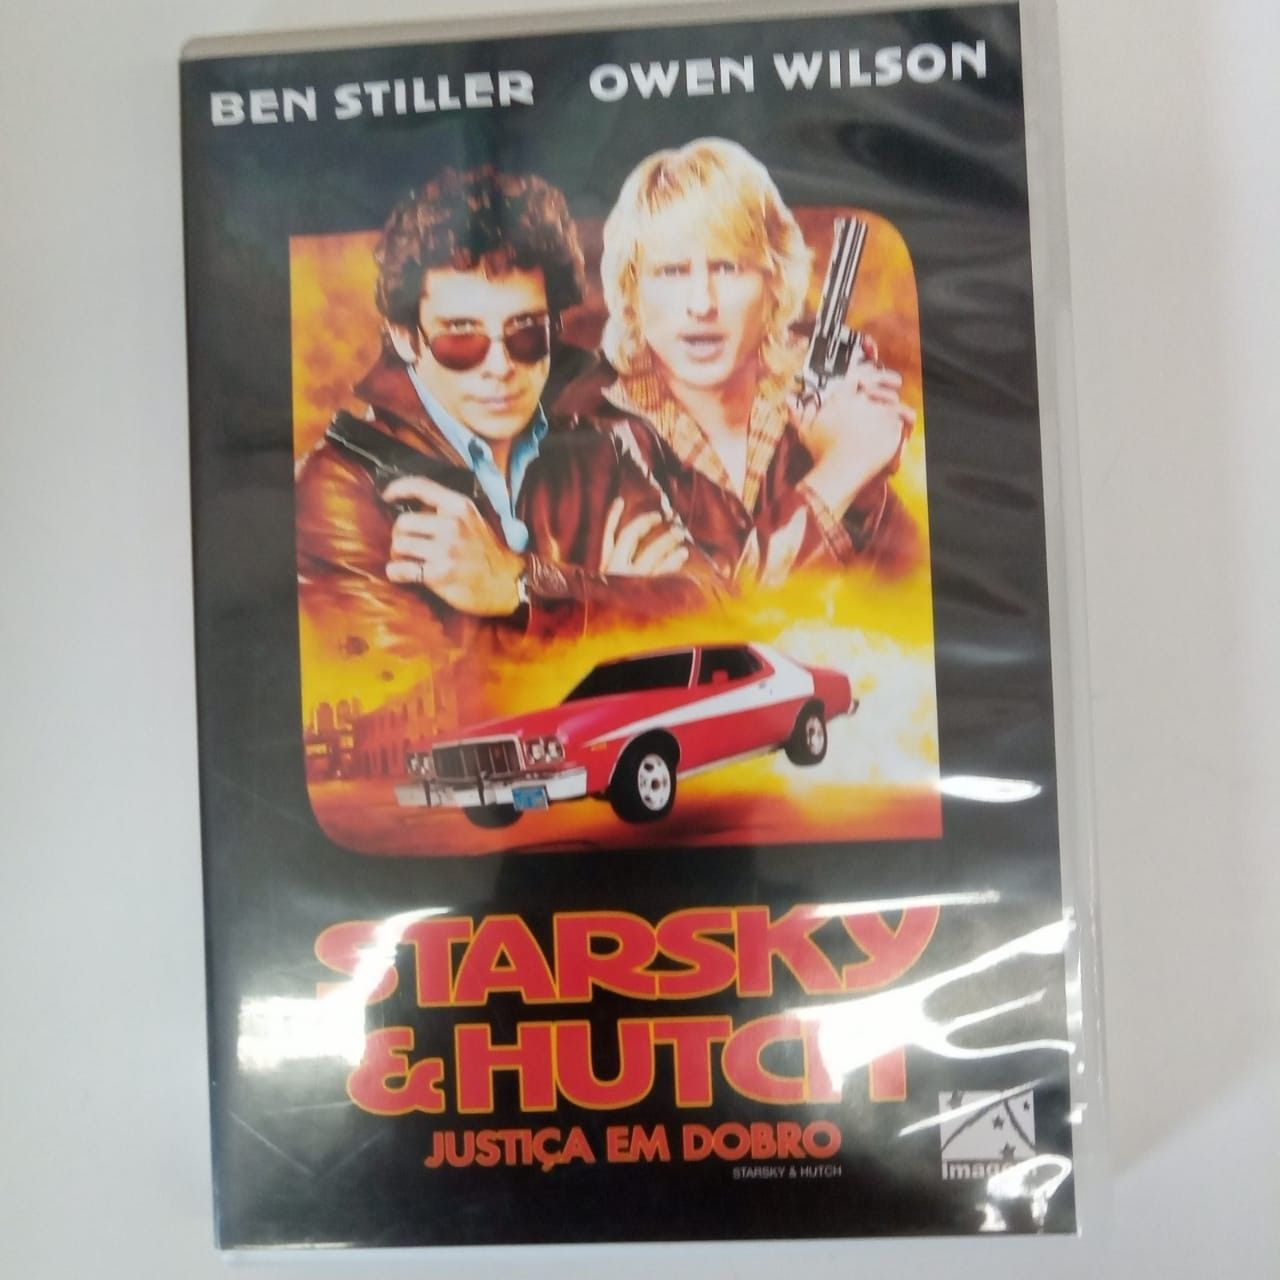 BEN STILLER OWEN WILSON
STARSKY
& HUTCH
JUSTIÇA EM DOBRO
STARSKY & HUTCH